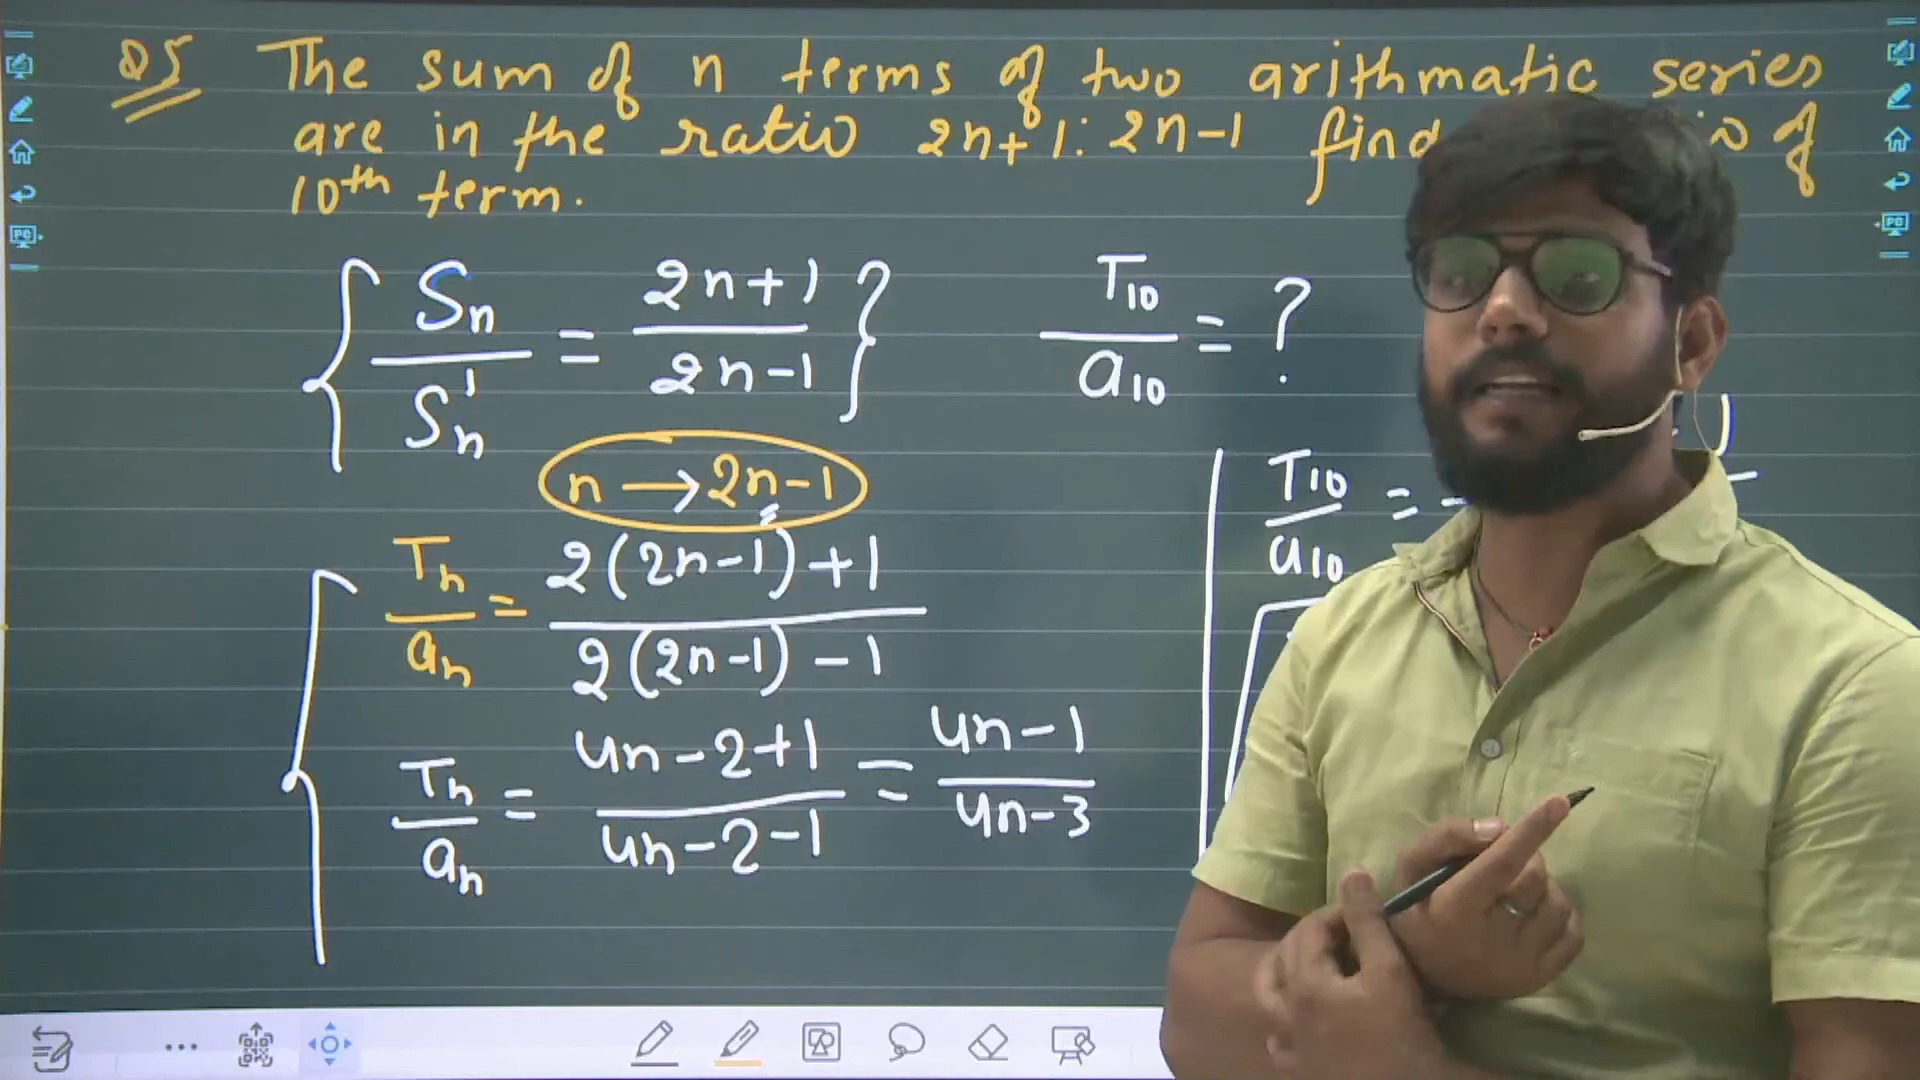 Q5 The sum of n terms of two arithmatic series
are in the ratio 2n+1:2n-1 find of
10th term.
Sn/S'n = 2n+1/2n-1 T10/a10 = ?
n → 2n-1
Tn/an = 2(2n-1)+1/2(2n-1)-1
T10/a10 =
Tn/an = 4n-2+1/4n-2-1 = 4n-1/4n-3